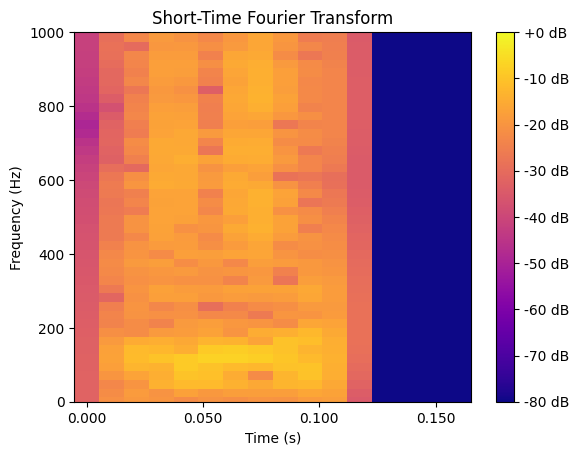 Short-Time Fourier Transform
Frequency (Hz)
1000
800
600
400
200
0
0.000
0.050
0.100
0.150
Time (s)
+0 dB
-10 dB
-20 dB
-30 dB
-40 dB
-50 dB
-60 dB
-70 dB
-80 dB